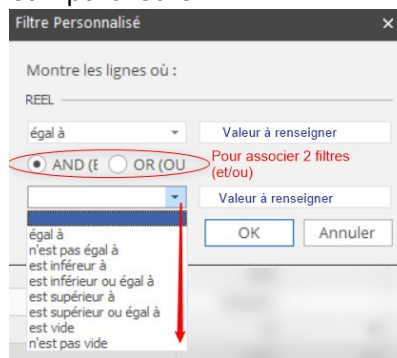 Filtre Personnalisé ×
Montre les lignes où :
REEL
égal à Valeur à renseigner
AND (E OR (OU Pour associer 2 filtres
(et/ou)
Valeur à renseigner
OK Annuler
égal à
n'est pas égal à
est inféreur à
est inférieur ou égal à
est supérieur à
est supérieur ou égal à
est vide
n'est pas vide